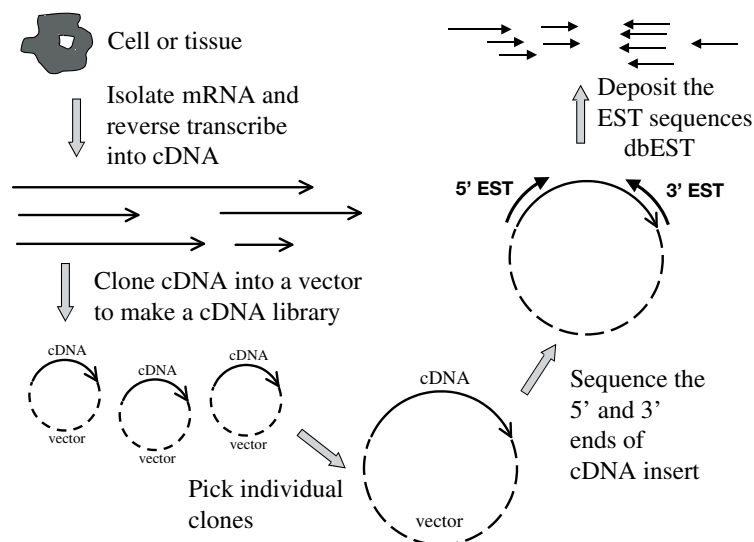 Cell or tissue
Isolate mRNA and
reverse transcribe
into cDNA
Clone cDNA into a vector
to make a cDNA library
cDNA
vector
cDNA
vector
cDNA
vector
Pick individual
clones
cDNA
vector
Sequence the
5’ and 3’
ends of
cDNA insert
5’ EST
3’ EST
Deposit the
EST sequences
dbEST